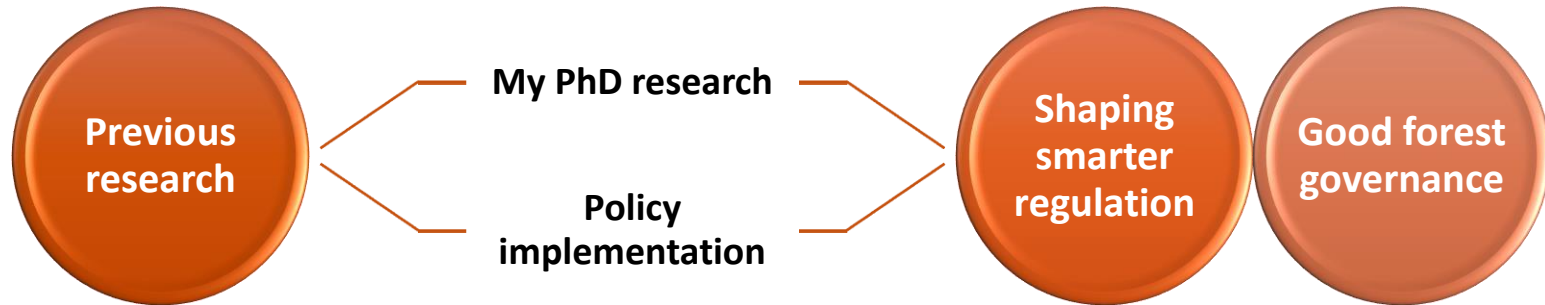 Previous
research
My PhD research
Policy
implementation
Shaping
smarter
regulation
Good forest
governance